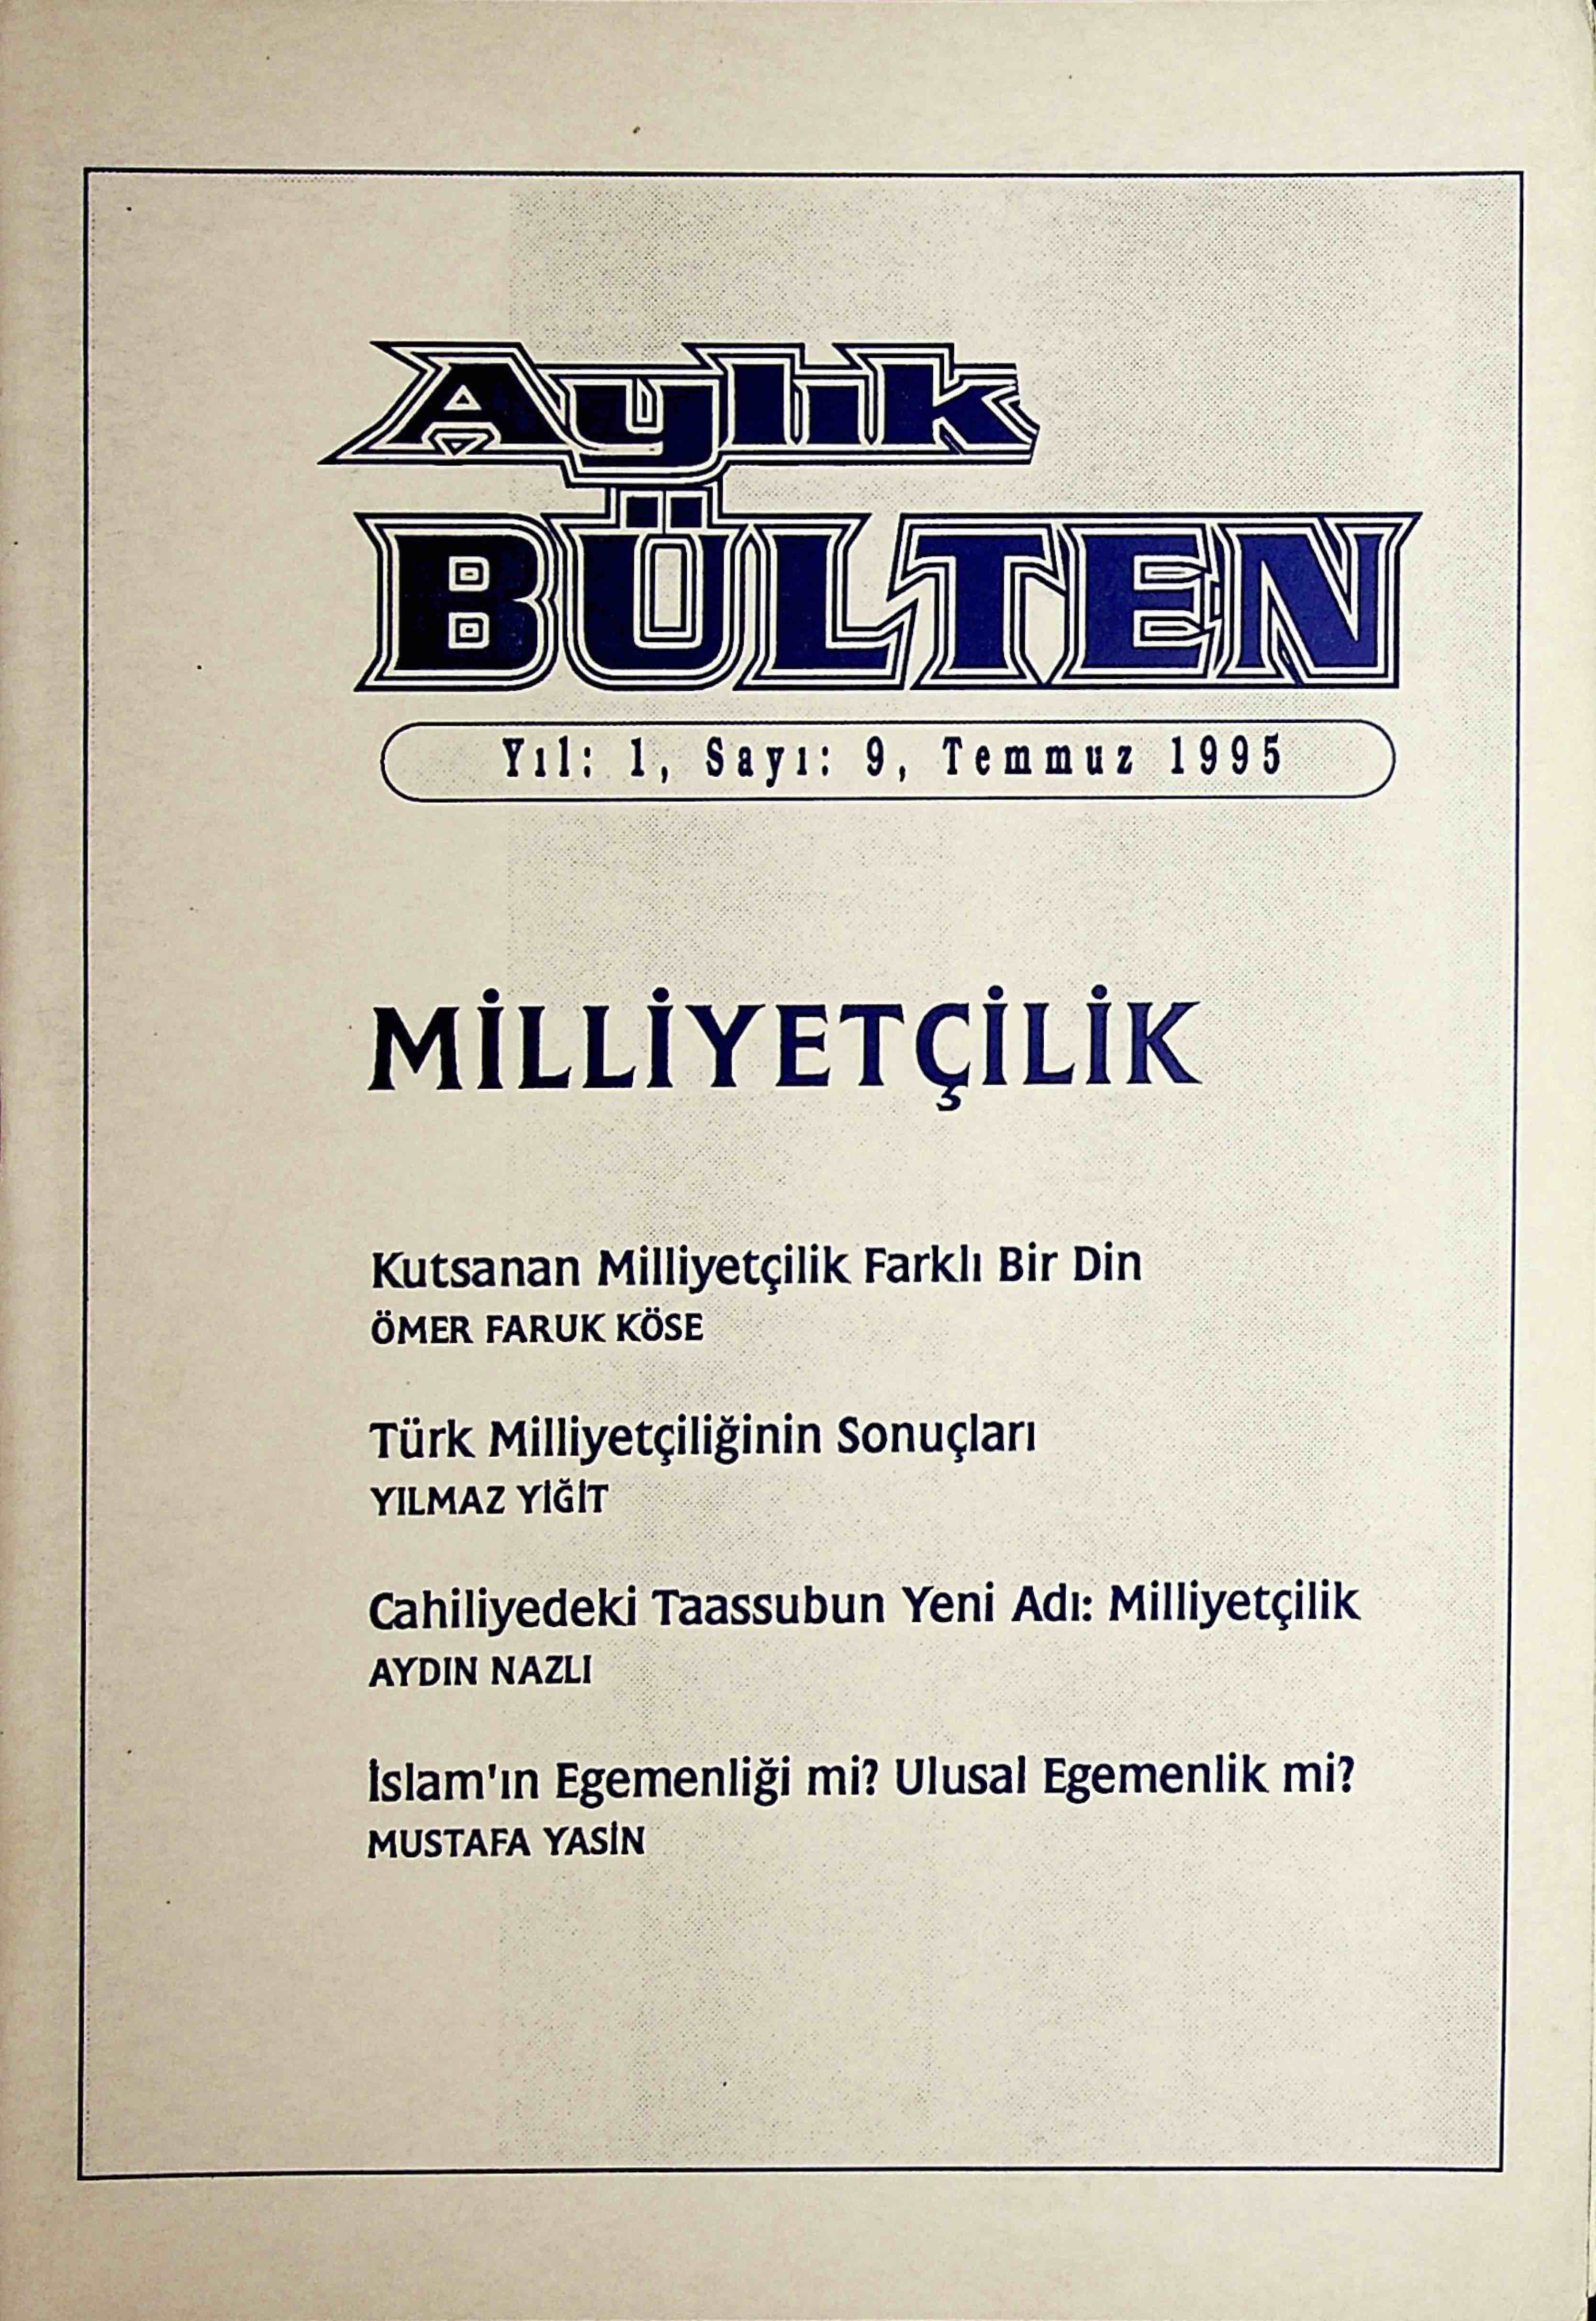 Aylık
BÜLTEN
Yıl: 1, Sayı: 9, Temmuz 1995
MİLLİYETÇİLİK
Kutsanan Milliyetçilik Farklı Bir Din
ÖMER FARUK KÖSE
Türk Milliyetçiliğinin Sonuçları
YILMAZ YİĞİT
Cahiliyedeki Taassubun Yeni Adı: Milliyetçilik
AYDIN NAZLI
İslam'ın Egemenliği mi? Ulusal Egemenlik mi?
MUSTAFA YASİN